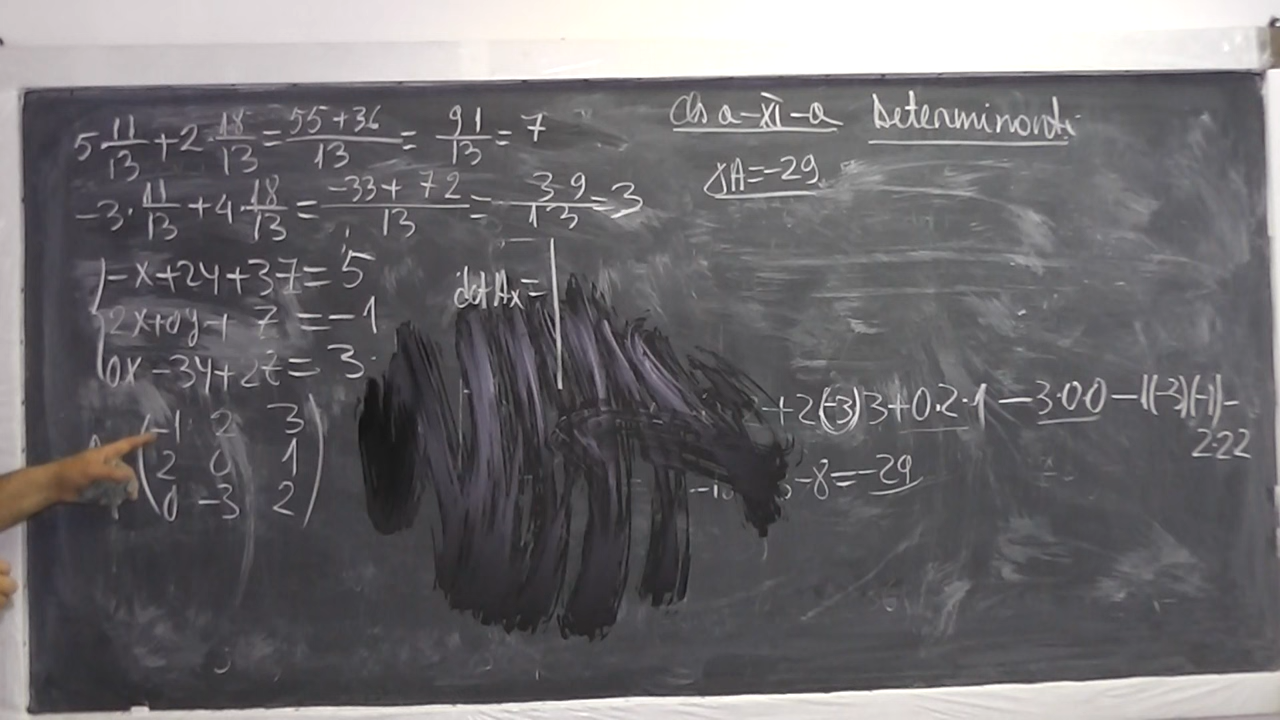 5 11/13 + 2 · 18/13 = 55+36/13 = 91/13 = 7
-3 · 11/13 + 4 · 18/13 = -33+72/13 = 39/13 = 3
-x+2y+3z=5
2x+0y+ z=-1
0x-3y+2z=3
-1 2 3
2 0 1
0 -3 2
cls a-XI-a Determinanti
A=-29
det Ax=
+2(-3)3+0·2·1-3·0·0-1(-3)(-1)-
2·22
-8=-29